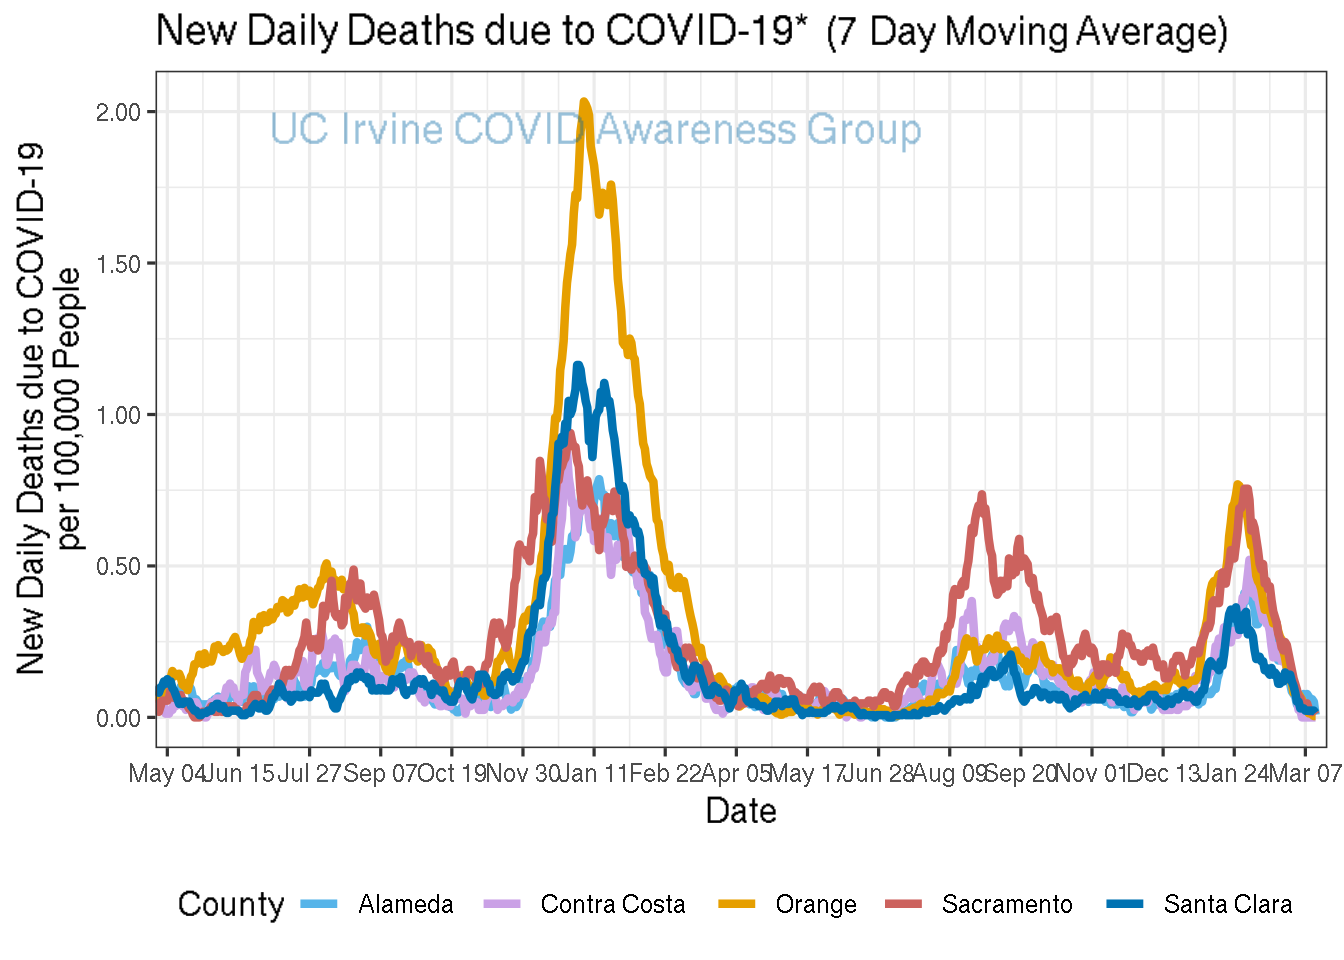 New Daily Deaths due to COVID-19* (7 Day Moving Average)
UC Irvine COVID Awareness Group
New Daily Deaths due to COVID-19
per 100,000 People
2.00
1.50
1.00
0.50
0.00
May 04 Jun 15 Jul 27 Sep 07 Oct 19 Nov 30 Jan 11 Feb 22 Apr 05 May 17 Jun 28 Aug 09 Sep 20 Nov 01 Dec 13 Jan 24 Mar 07
Date
County Alameda Contra Costa Orange Sacramento Santa Clara